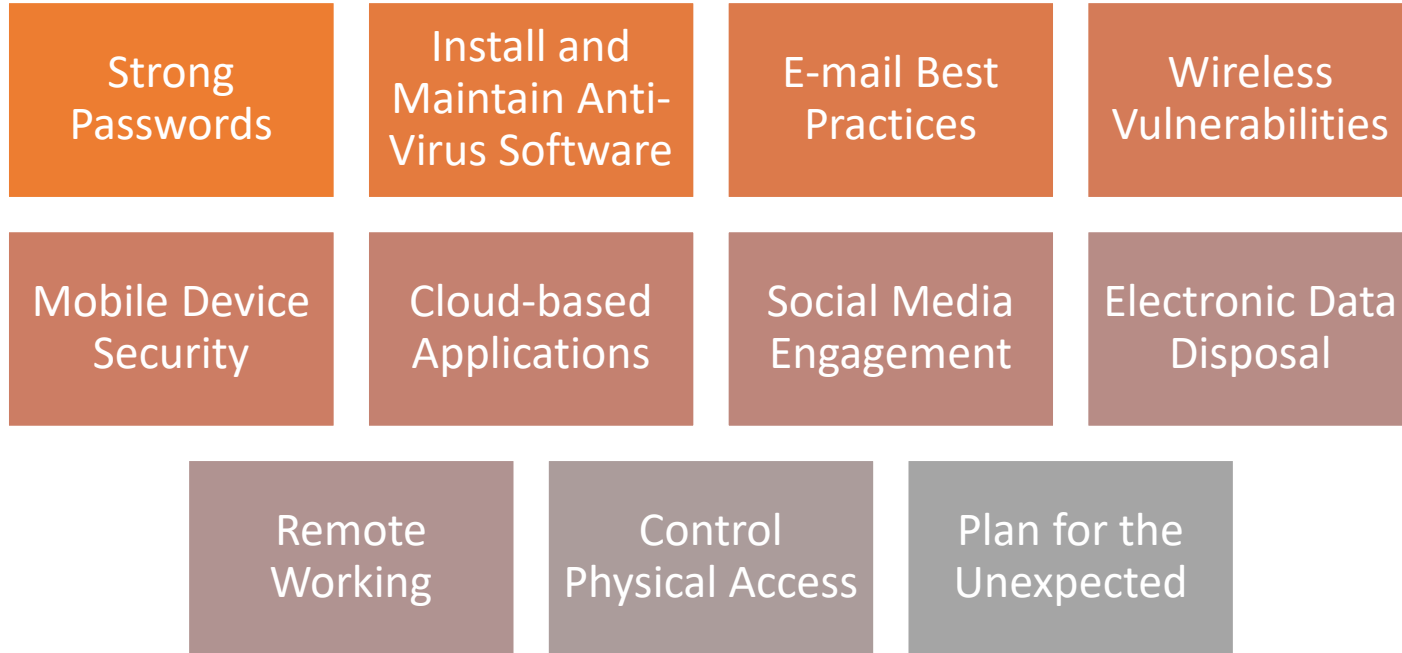 Strong
Passwords
Install and
Maintain Anti-
Virus Software
E-mail Best
Practices
Wireless
Vulnerabilities
Mobile Device
Security
Cloud-based
Applications
Social Media
Engagement
Electronic Data
Disposal
Remote
Working
Control
Physical Access
Plan for the
Unexpected